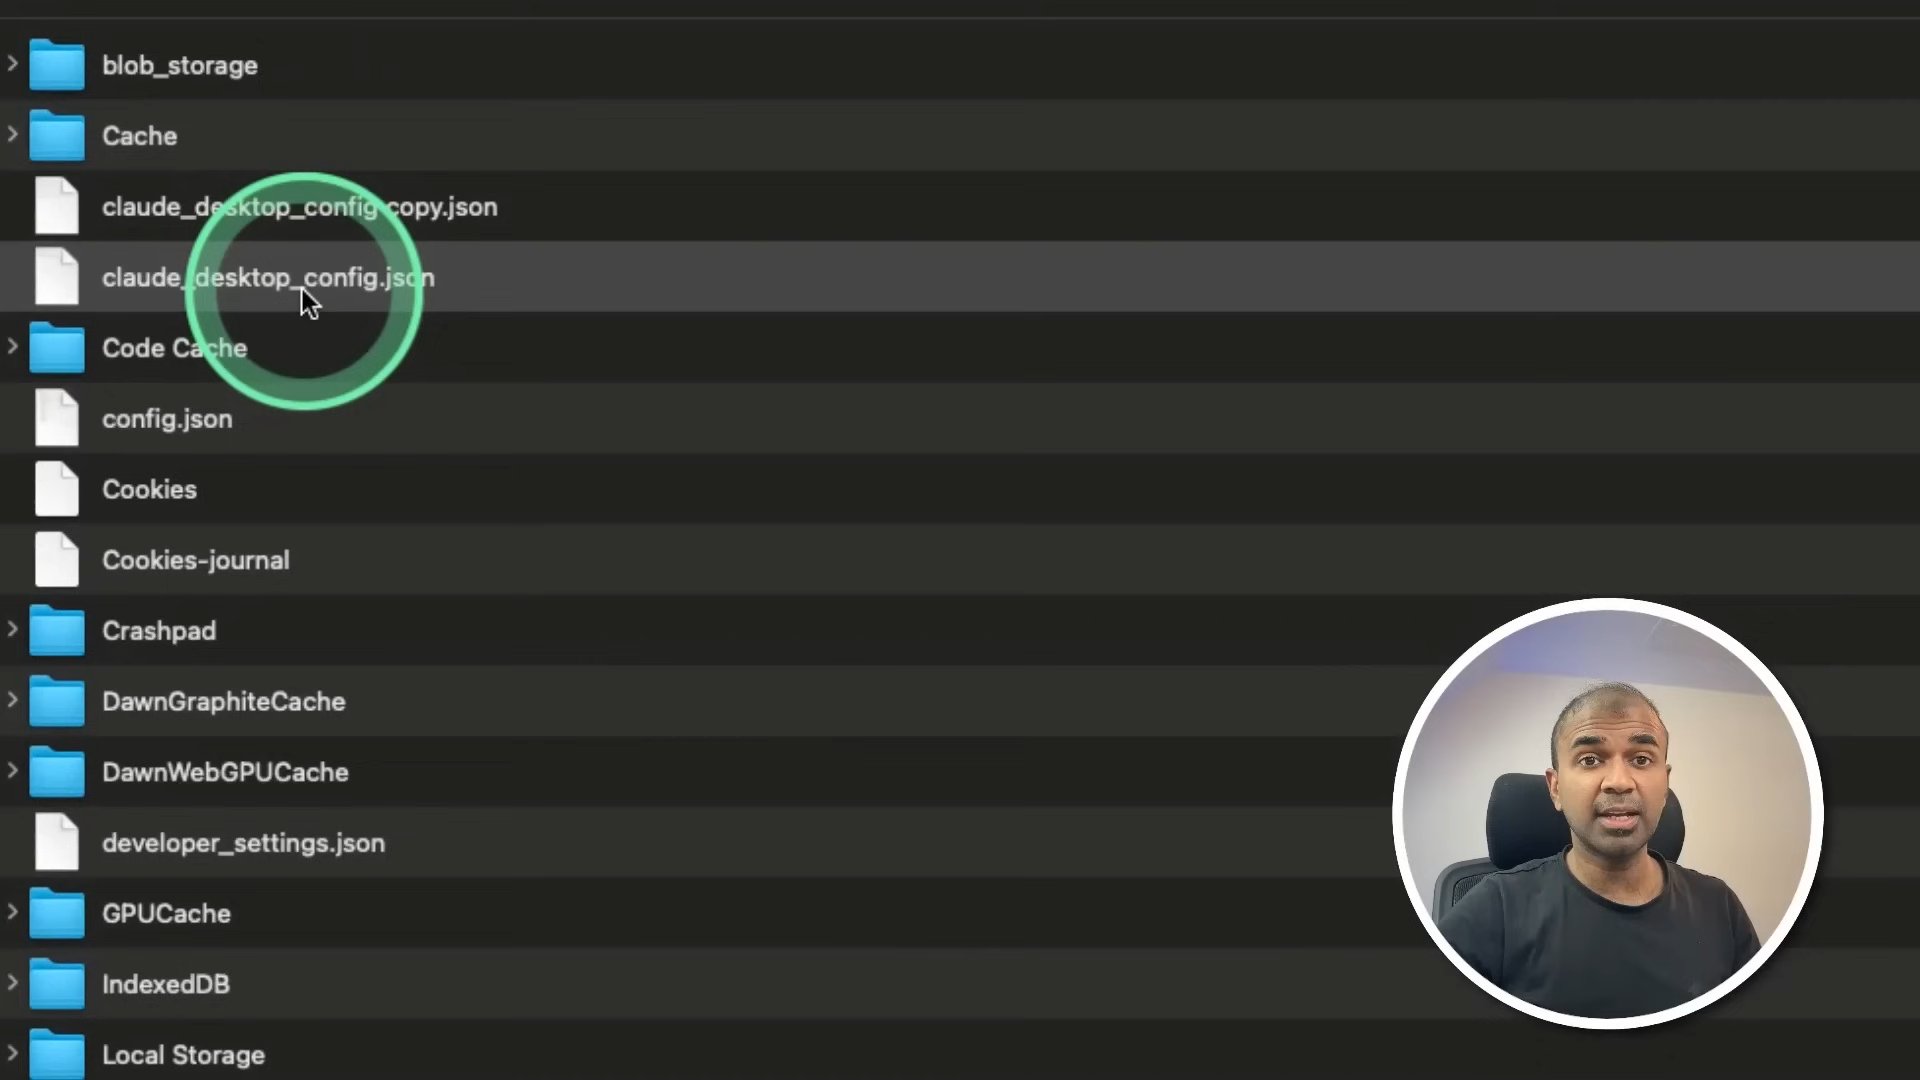 blob_storage
Cache
claude_desktop_config copy.json
claude_desktop_config.json
Code Cache
config.json
Cookies
Cookies-journal
Crashpad
DawnGraphiteCache
DawnWebGPUCache
developer_settings.json
GPUCache
IndexedDB
Local Storage